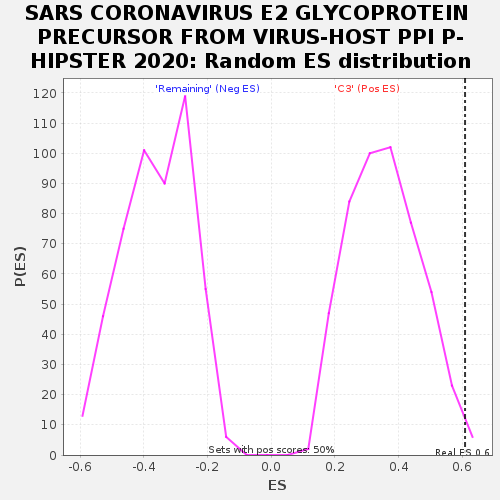 SARS CORONAVIRUS E2 GLYCOPROTEIN
PRECURSOR FROM VIRUS-HOST PPI P-
HIPSTER 2020: Random ES distribution
'Remaining' (Neg ES)
'C3' (Pos ES)
120
110
100
90
80
70
60
50
40
30
20
10
0
P(ES)
Sets with pos scores: 50%
Real ES 0.6
-0.6 -0.4 -0.2 0.0 0.2 0.4 0.6
ES